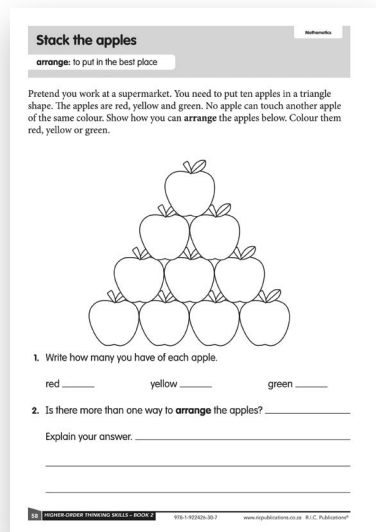 Mathematics
Stack the apples
arrange: to put in the best place
Pretend you work at a supermarket. You need to put ten apples in a triangle
shape. The apples are red, yellow and green. No apple can touch another apple
of the same colour. Show how you can arrange the apples below. Colour them
red, yellow or green.
1. Write how many you have of each apple.
red ______ yellow ______ green ______
2. Is there more than one way to arrange the apples? ______
Explain your answer. ______
58 HIGHER-ORDER THINKING SKILLS – BOOK 2 978-1-922426-30-7 www.ricpublications.co.za R.I.C. Publications®